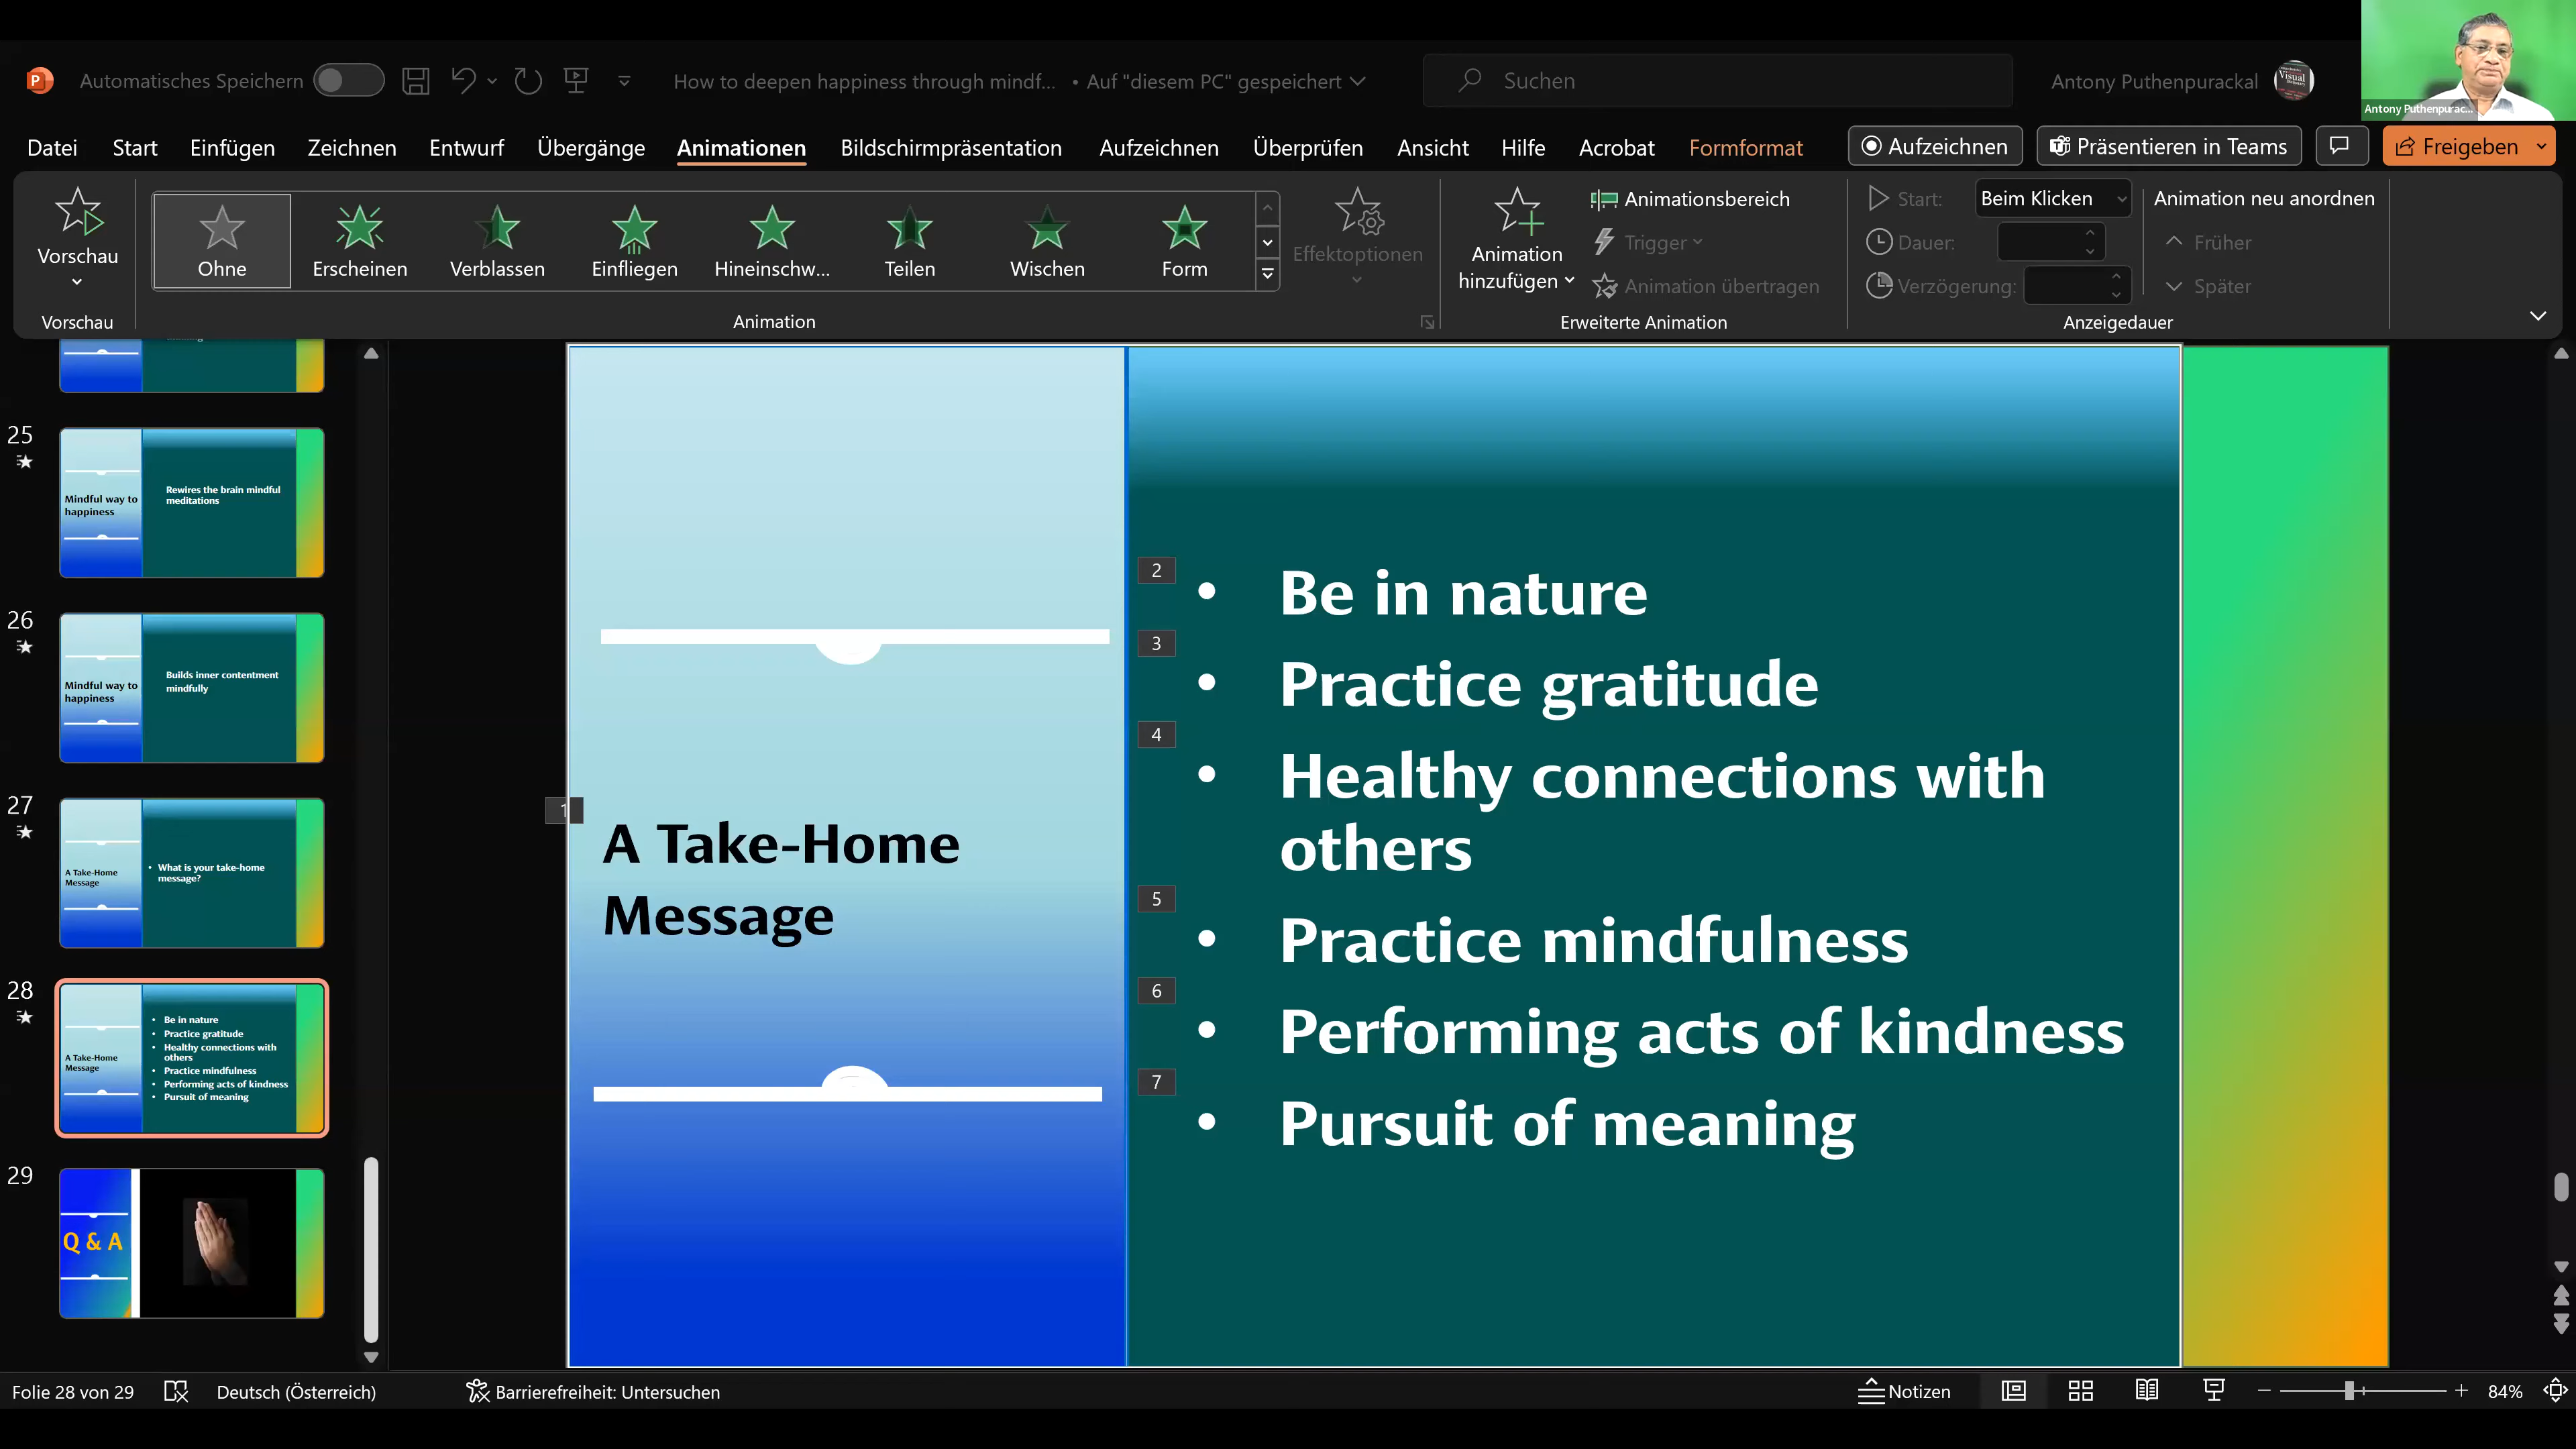 Automatisches Speichern
How to deepen happiness through mindf... • Auf "diesem PC" gespeichert
Suchen
Antony Puthenpurackal
Antony Puthenpurac...
Datei Start Einfügen Zeichnen Entwurf Übergänge Animationen Bildschirmpräsentation Aufzeichnen Überprüfen Ansicht Hilfe Acrobat Formformat
Aufzeichnen
Präsentieren in Teams
Freigeben
Vorschau
Ohne Erscheinen Verblassen Einfliegen Hineinschw... Teilen Wischen Form
Effektoptionen
Animation
hinzufügen
Animationsbereich
Trigger
Animation übertragen
Start: Beim Klicken
Dauer:
Verzögerung:
Animation neu anordnen
Früher
Später
Vorschau
Animation
Erweiterte Animation
Anzeigedauer
25
Mindful way to
happiness
Rewires the brain mindful
meditations
26
Mindful way to
happiness
Builds inner contentment
mindfully
27
A Take-Home
Message
• What is your take-home
message?
28
A Take-Home
Message
• Be in nature
• Practice gratitude
• Healthy connections with
others
• Practice mindfulness
• Performing acts of kindness
• Pursuit of meaning
29
Q & A
1
A Take-Home
Message
2
• Be in nature
3
• Practice gratitude
4
• Healthy connections with
others
5
• Practice mindfulness
6
• Performing acts of kindness
7
• Pursuit of meaning
Folie 28 von 29
Deutsch (Österreich)
Barrierefreiheit: Untersuchen
Notizen
84%